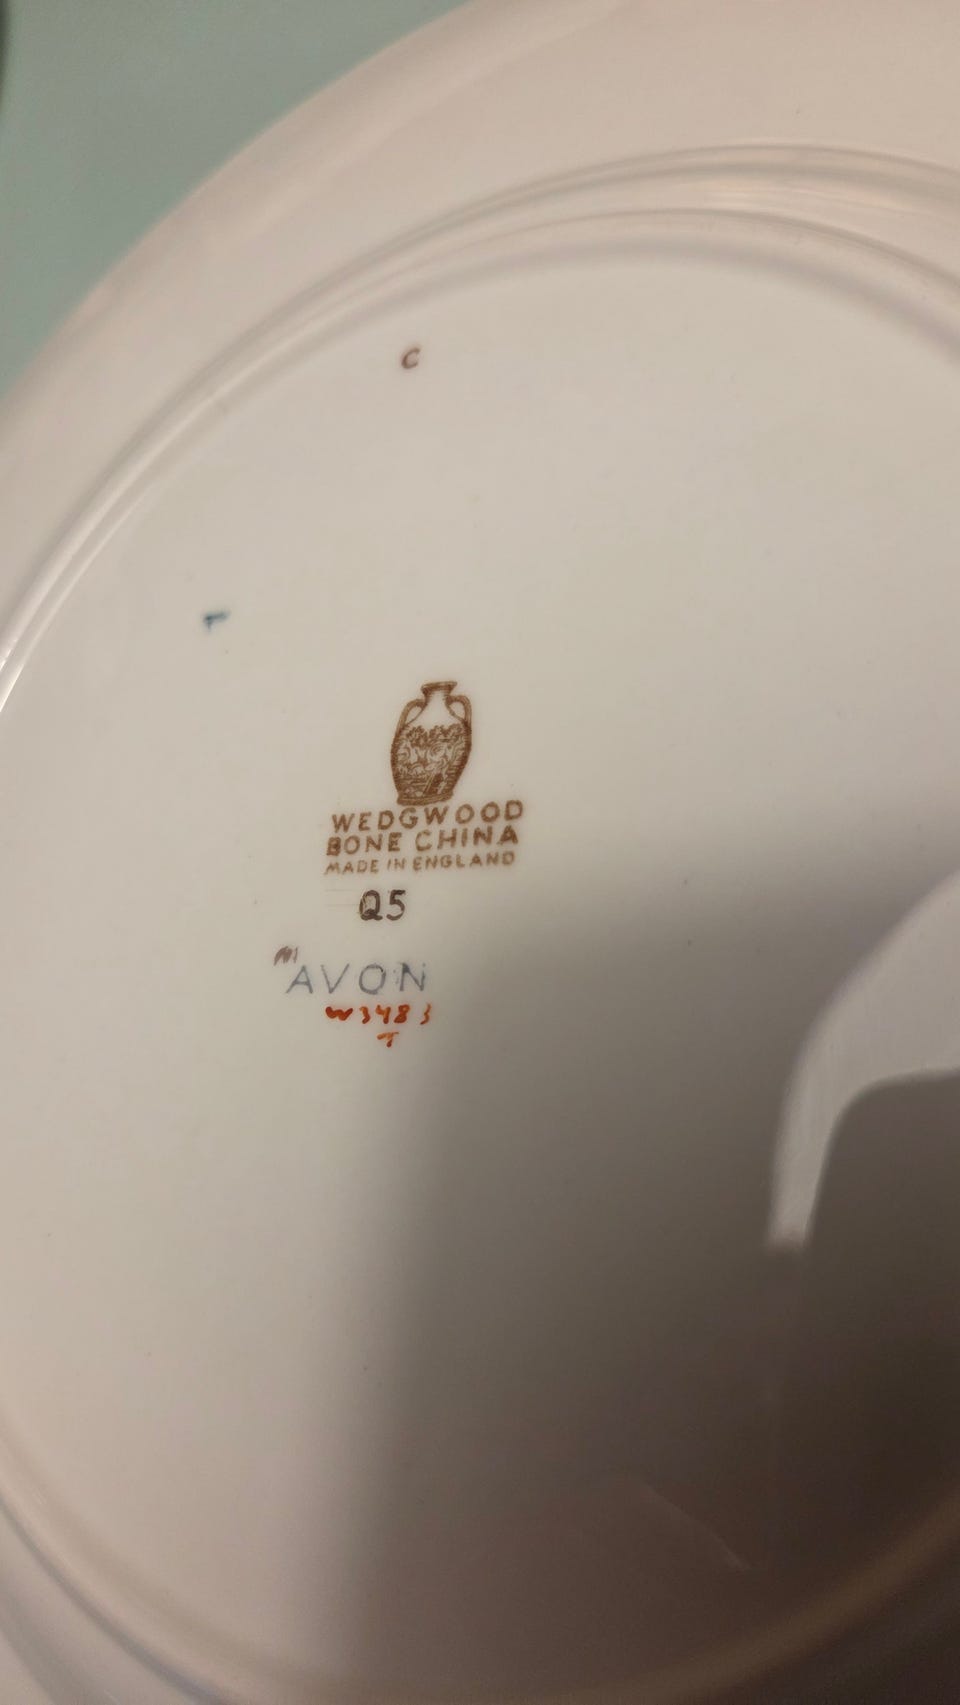 C
WEDGWOOD
BONE CHINA
MADE IN ENGLAND
Q5
AVON
W3483
T